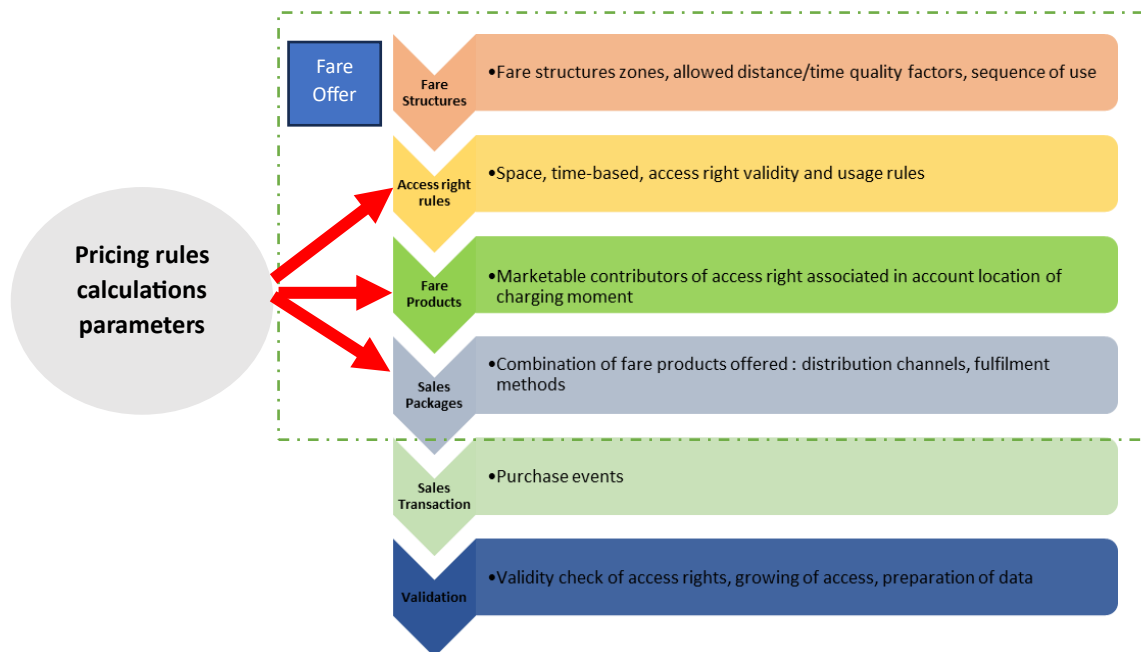 Fare
Offer
Fare
Structures
•Fare structures zones, allowed distance/time quality factors, sequence of use
Access right
rules
•Space, time-based, access right validity and usage rules
Pricing rules
calculations
parameters
Fare
Products
•Marketable contributors of access right associated in account location of
charging moment
Sales
Packages
•Combination of fare products offered : distribution channels, fulfilment
methods
Sales
Transaction
•Purchase events
Validation
•Validity check of access rights, growing of access, preparation of data